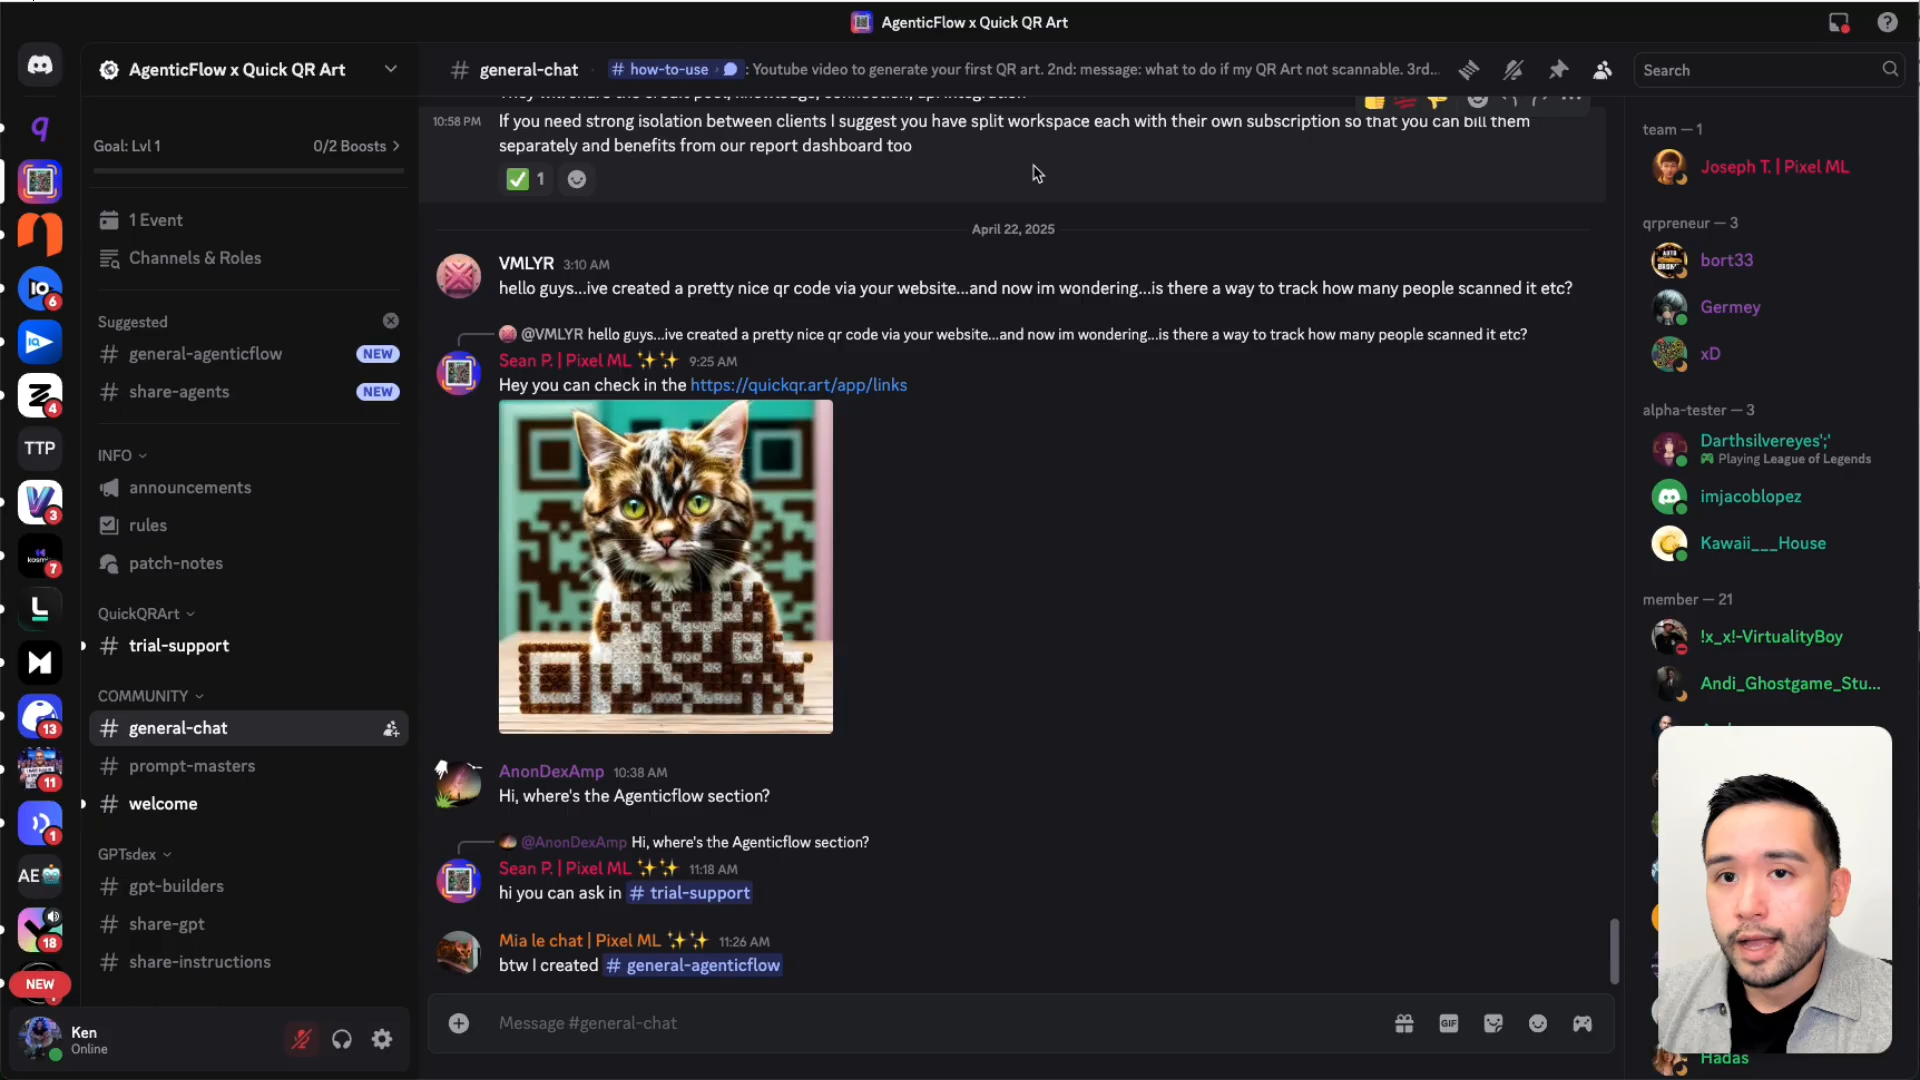 AgenticFlow x Quick QR Art
AgenticFlow x Quick QR Art
Goal: Lvl 1
0/2 Boosts
1 Event
Channels & Roles
Suggested
general-agenticflow
NEW
share-agents
NEW
INFO
announcements
rules
patch-notes
QuickQRArt
trial-support
COMMUNITY
general-chat
prompt-masters
welcome
GPTsdex
gpt-builders
share-gpt
share-instructions
Ken
Online
IO
6
IQ
4
TTP
3
kosmi
7
L
13
11
1
AE
18
NEW
general-chat
# how-to-use
: Youtube video to generate your first QR art. 2nd: message: what to do if my QR Art not scannable. 3rd...
Search
10:58 PM
If you need strong isolation between clients I suggest you have split workspace each with their own subscription so that you can bill them
separately and benefits from our report dashboard too
✅ 1
April 22, 2025
VMLYR 3:10 AM
hello guys...ive created a pretty nice qr code via your website...and now im wondering...is there a way to track how many people scanned it etc?
@VMLYR hello guys...ive created a pretty nice qr code via your website...and now im wondering...is there a way to track how many people scanned it etc?
Sean P. | Pixel ML ✨✨ 9:25 AM
Hey you can check in the https://quickqr.art/app/links
AnonDexAmp 10:38 AM
Hi, where's the Agenticflow section?
@AnonDexAmp Hi, where's the Agenticflow section?
Sean P. | Pixel ML ✨✨ 11:18 AM
hi you can ask in # trial-support
Mia le chat | Pixel ML ✨✨ 11:26 AM
btw I created # general-agenticflow
Message #general-chat
GIF
team — 1
Joseph T. | Pixel ML
qrpreneur — 3
bort33
Germey
xD
alpha-tester — 3
Darthsilvereyes';'
Playing League of Legends
imjacoblopez
Kawaii___House
member — 21
!x_x!-VirtualityBoy
Andi_Ghostgame_Stu...
Hadas